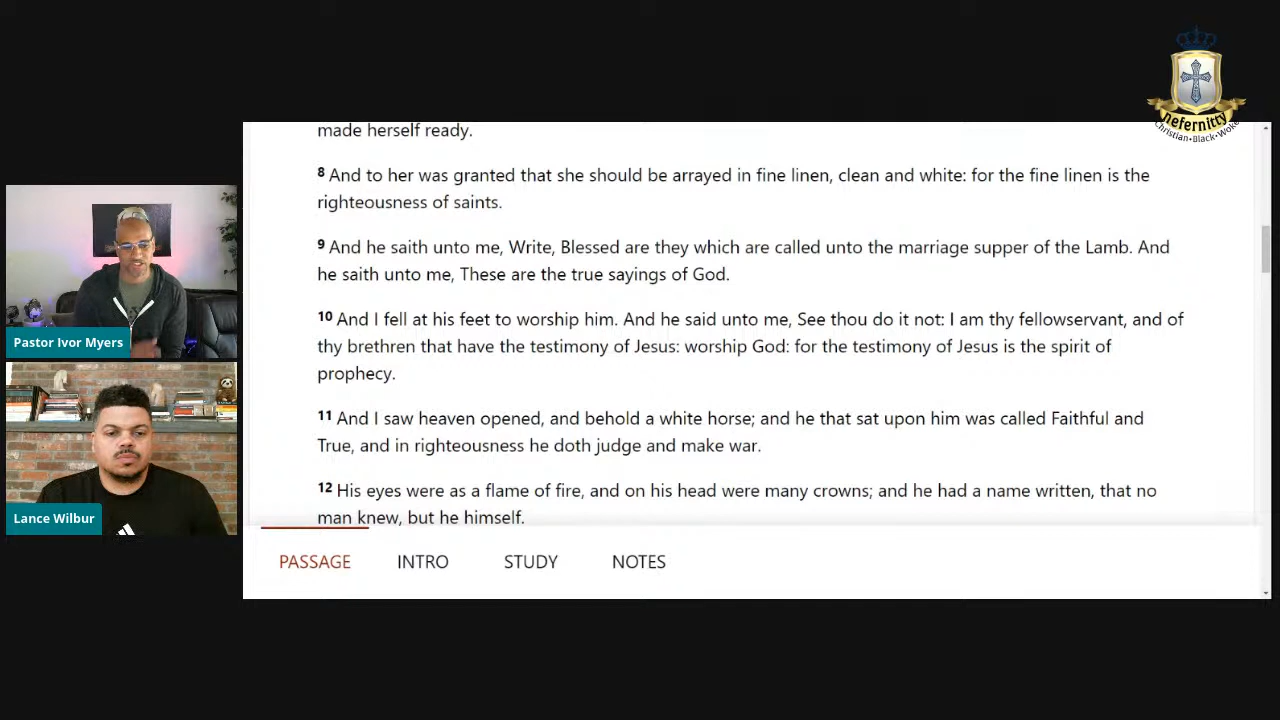 nefernitty
Christian•Black•Woke
made herself ready.
8 And to her was granted that she should be arrayed in fine linen, clean and white: for the fine linen is the
righteousness of saints.
9 And he saith unto me, Write, Blessed are they which are called unto the marriage supper of the Lamb. And
he saith unto me, These are the true sayings of God.
10 And I fell at his feet to worship him. And he said unto me, See thou do it not: I am thy fellowservant, and of
thy brethren that have the testimony of Jesus: worship God: for the testimony of Jesus is the spirit of
prophecy.
11 And I saw heaven opened, and behold a white horse; and he that sat upon him was called Faithful and
True, and in righteousness he doth judge and make war.
12 His eyes were as a flame of fire, and on his head were many crowns; and he had a name written, that no
man knew, but he himself.
PASSAGE INTRO STUDY NOTES
Pastor Ivor Myers
Lance Wilbur